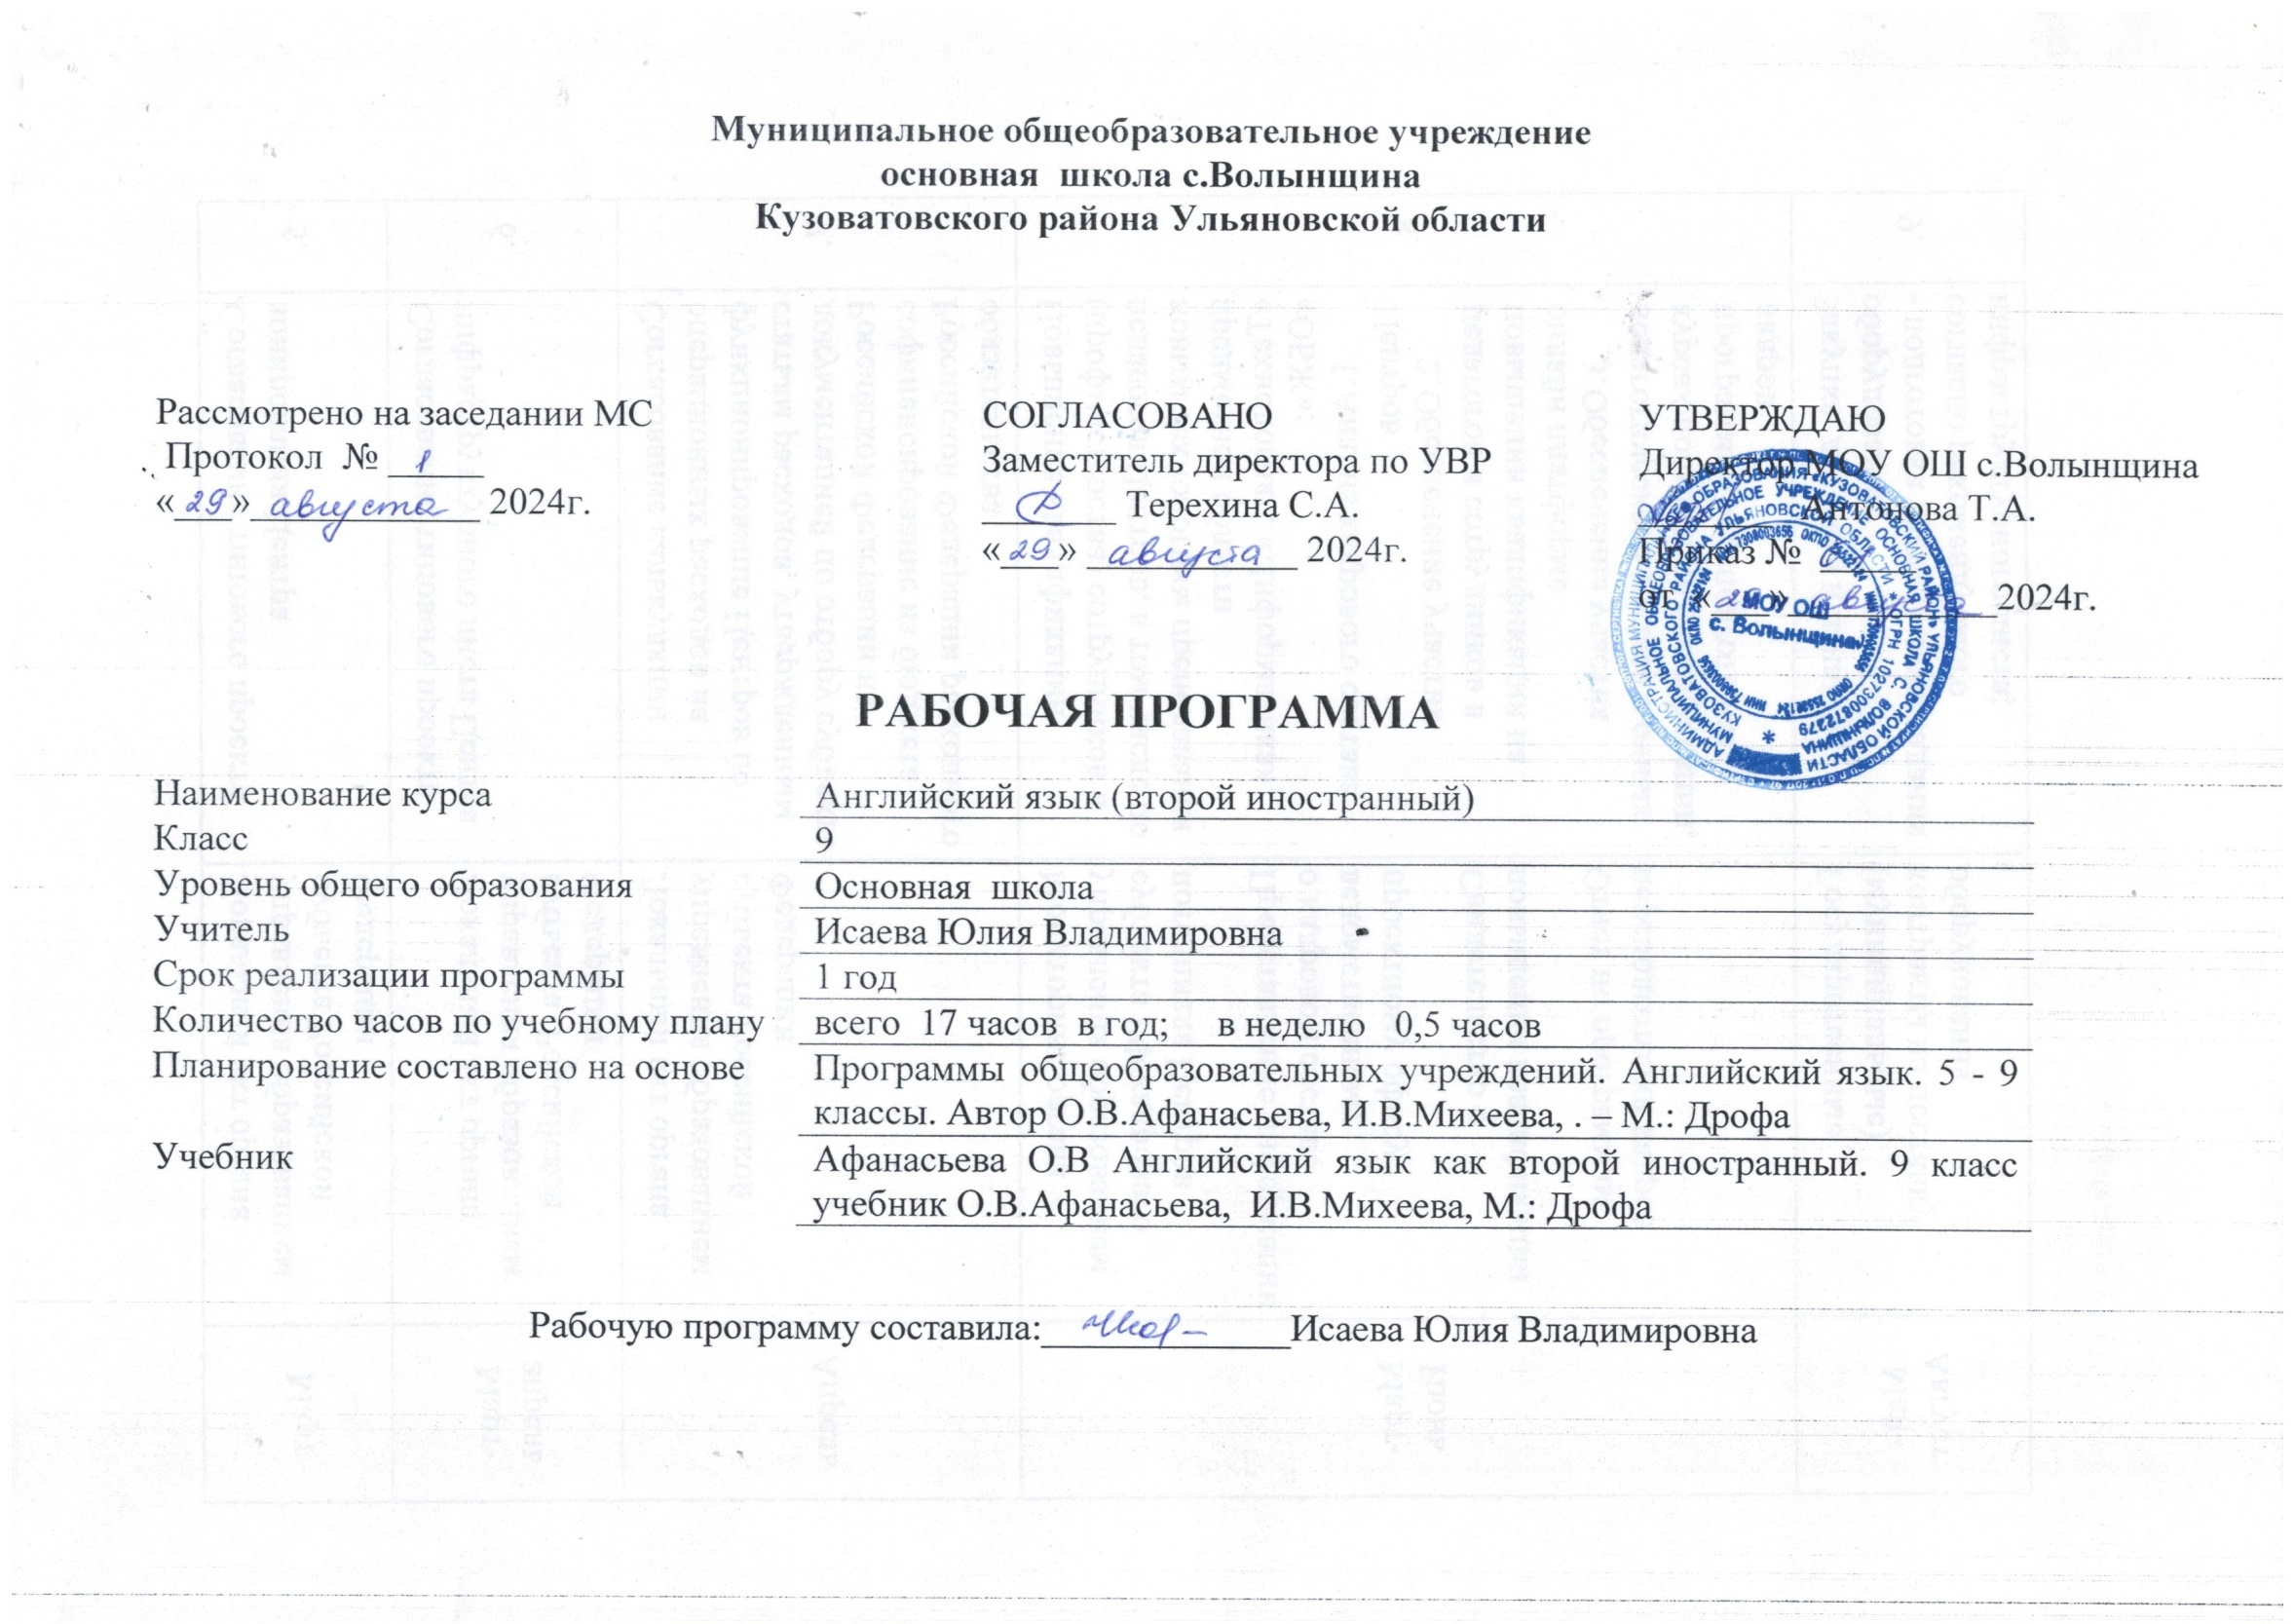 Муниципальное общеобразовательное учреждение
основная школа с.Волынщина
Кузоватовского района Ульяновской области
Рассмотрено на заседании МС
Протокол № 1
«29» августа 2024г.
СОГЛАСОВАНО
Заместитель директора по УВР
Терехина С.А.
«29» августа 2024г.
УТВЕРЖДАЮ
Директор МОУ ОШ с.Волынщина
Антонова Т.А.
Приказ №
от «29» августа 2024г.
МОУ ОШ
с. Волынщина
РАБОЧАЯ ПРОГРАММА
Наименование курса Английский язык (второй иностранный)
Класс 9
Уровень общего образования Основная школа
Учитель Исаева Юлия Владимировна
Срок реализации программы 1 год
Количество часов по учебному плану всего 17 часов в год; в неделю 0,5 часов
Планирование составлено на основе Программы общеобразовательных учреждений. Английский язык. 5 - 9
классы. Автор О.В.Афанасьева, И.В.Михеева, . – М.: Дрофа
Учебник Афанасьева О.В Английский язык как второй иностранный. 9 класс
учебник О.В.Афанасьева, И.В.Михеева, М.: Дрофа
Рабочую программу составила: Исаева Юлия Владимировна